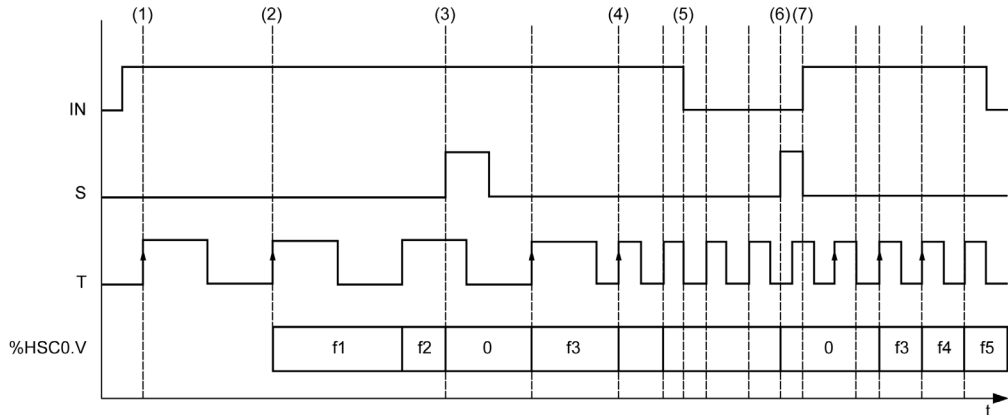 (1) (2) (3) (4) (5) (6) (7)
IN
S
T
%HSC0.V f1 f2 0 f3 0 f3 f4 f5
t